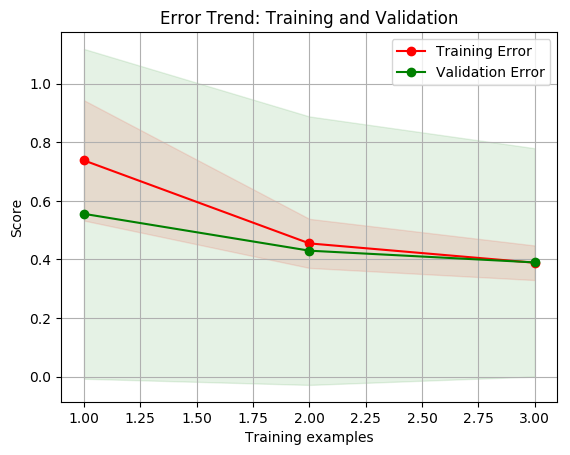 Error Trend: Training and Validation
Training Error
Validation Error
Score
1.0
0.8
0.6
0.4
0.2
0.0
1.00 1.25 1.50 1.75 2.00 2.25 2.50 2.75 3.00
Training examples